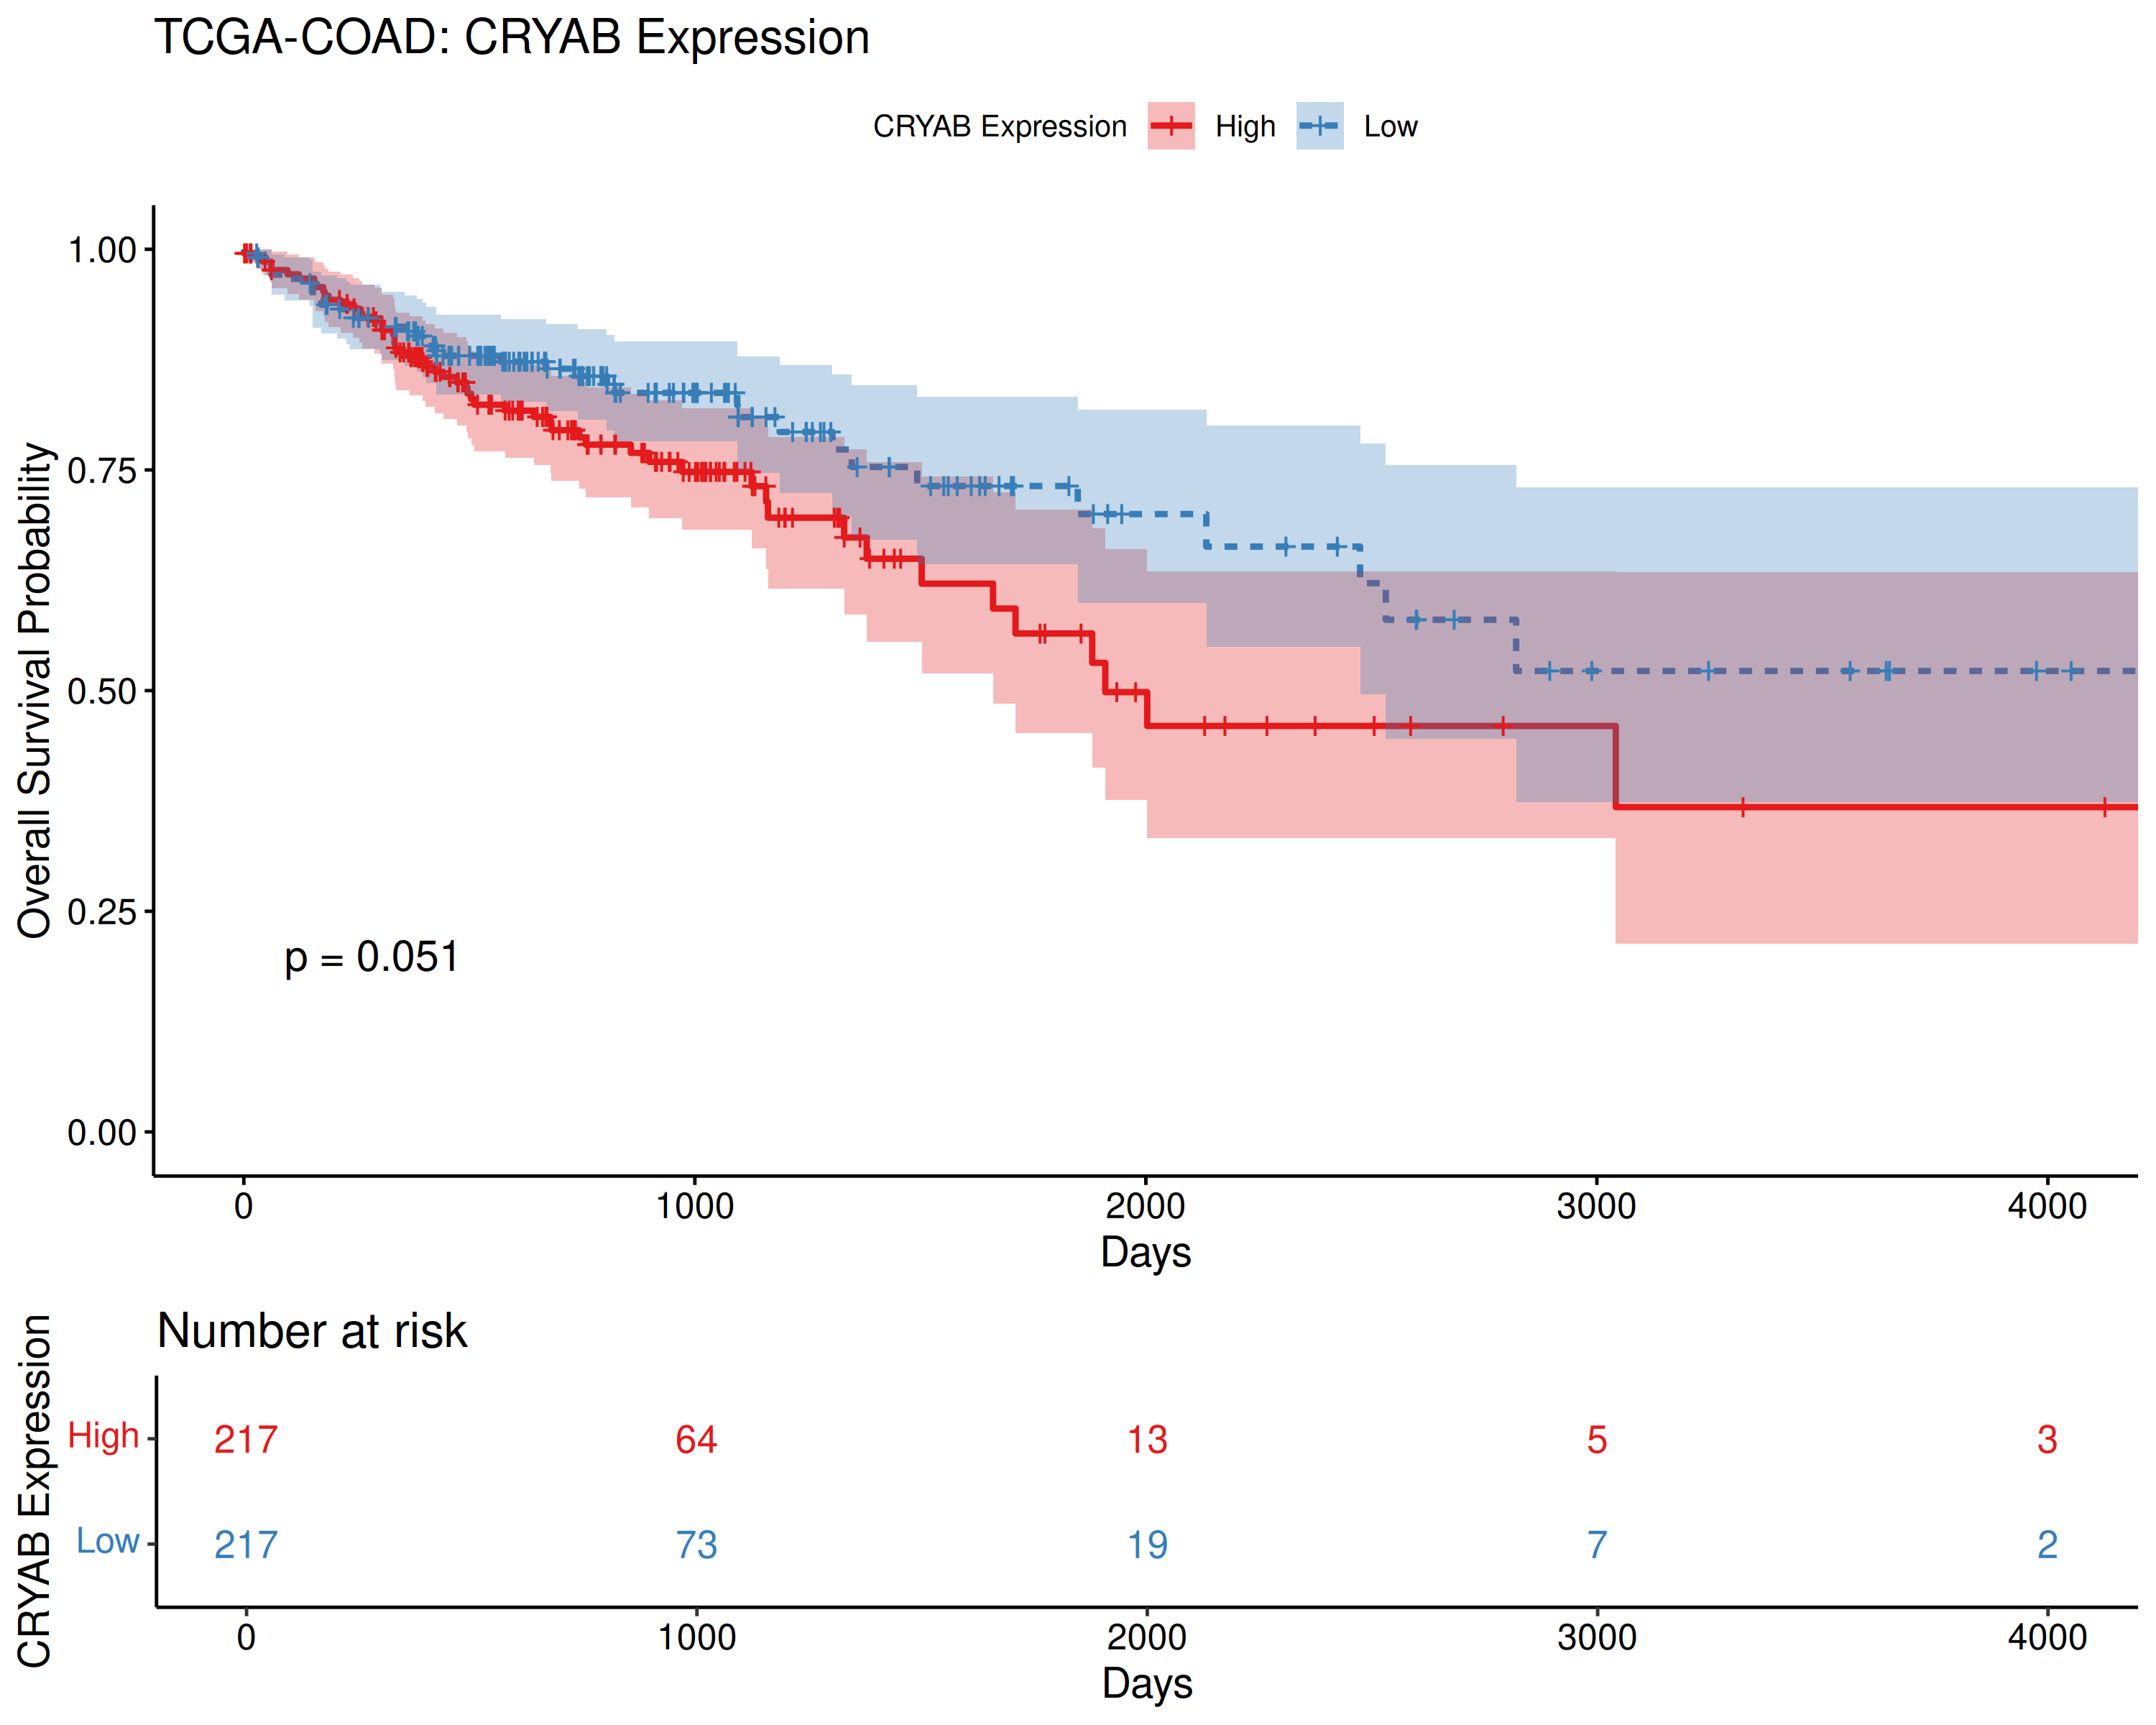 TCGA-COAD: CRYAB Expression
CRYAB Expression High Low
Overall Survival Probability
1.00
0.75
0.50
0.25
0.00
p = 0.051
0 1000 2000 3000 4000
Days
Number at risk
CRYAB Expression
High 217 64 13 5 3
Low 217 73 19 7 2
0 1000 2000 3000 4000
Days